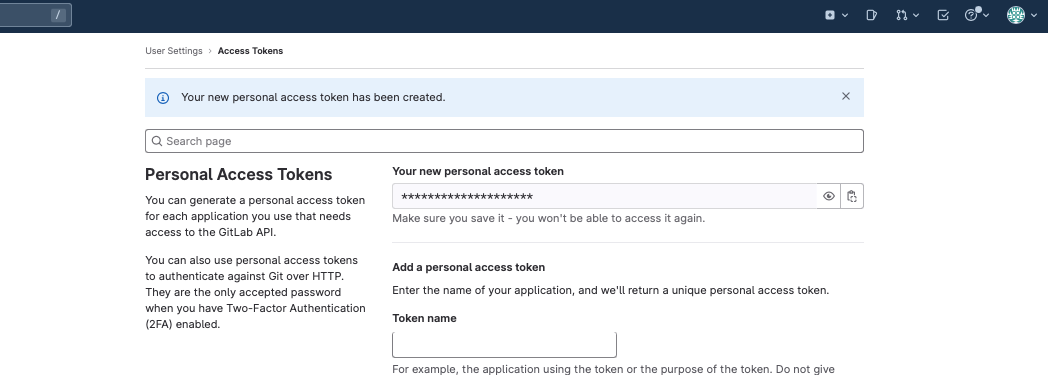 /
User Settings › Access Tokens
Your new personal access token has been created.
Search page
Personal Access Tokens
You can generate a personal access token
for each application you use that needs
access to the GitLab API.
You can also use personal access tokens
to authenticate against Git over HTTP.
They are the only accepted password
when you have Two-Factor Authentication
(2FA) enabled.
Your new personal access token
********************
Make sure you save it - you won't be able to access it again.
Add a personal access token
Enter the name of your application, and we'll return a unique personal access token.
Token name
For example, the application using the token or the purpose of the token. Do not give